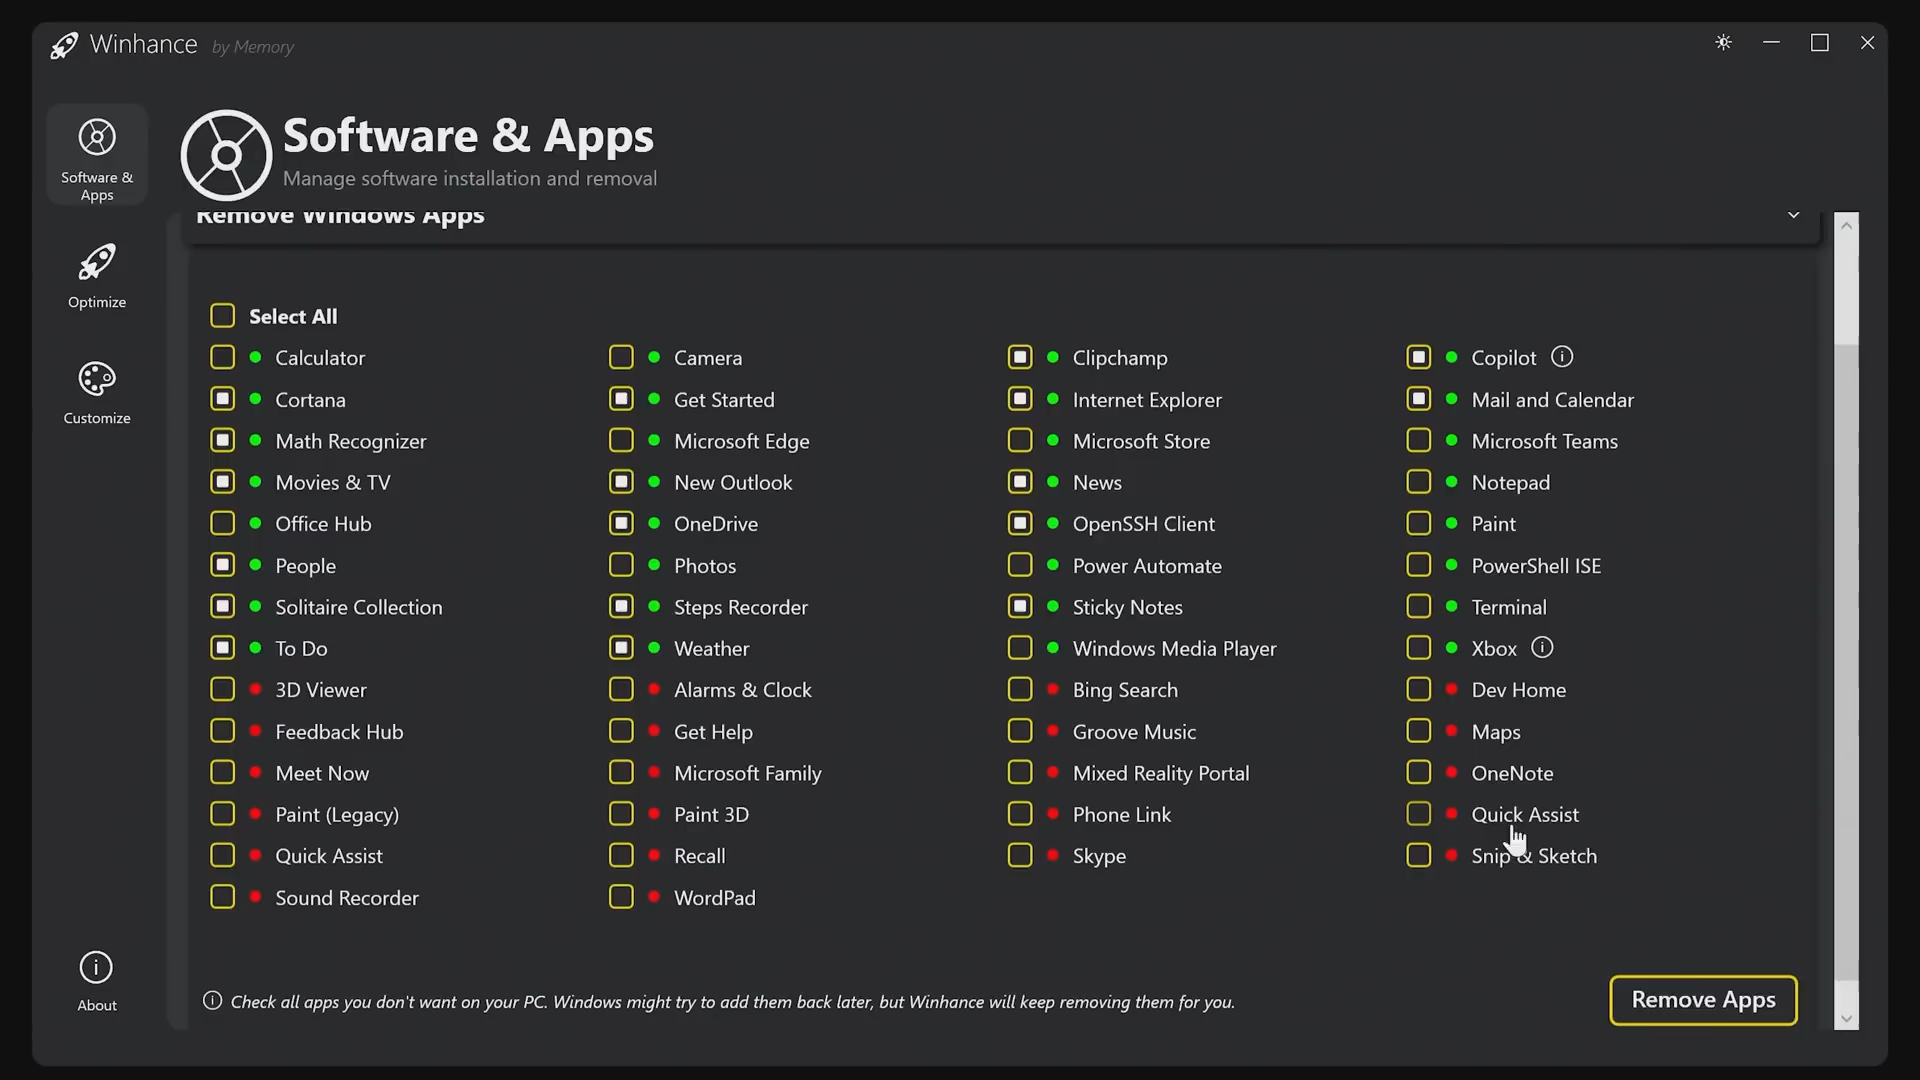 Winhance by Memory
Software & Apps
Manage software installation and removal
Software &
Apps
Optimize
Customize
About
Remove Windows Apps
Select All
Calculator Camera Clipchamp Copilot
Cortana Get Started Internet Explorer Mail and Calendar
Math Recognizer Microsoft Edge Microsoft Store Microsoft Teams
Movies & TV New Outlook News Notepad
Office Hub OneDrive OpenSSH Client Paint
People Photos Power Automate PowerShell ISE
Solitaire Collection Steps Recorder Sticky Notes Terminal
To Do Weather Windows Media Player Xbox
3D Viewer Alarms & Clock Bing Search Dev Home
Feedback Hub Get Help Groove Music Maps
Meet Now Microsoft Family Mixed Reality Portal OneNote
Paint (Legacy) Paint 3D Phone Link Quick Assist
Quick Assist Recall Skype Snip & Sketch
Sound Recorder WordPad
Check all apps you don't want on your PC. Windows might try to add them back later, but Winhance will keep removing them for you.
Remove Apps